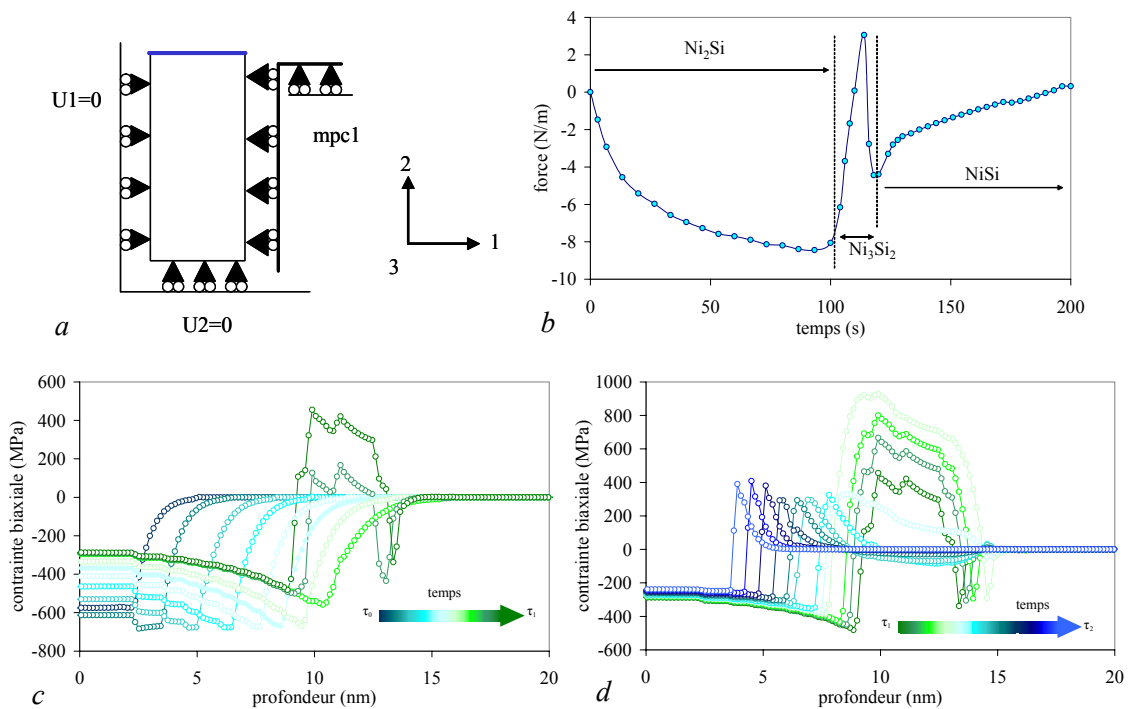 U1=0
mpc1
2
1
3
a
U2=0
4
2
0
-2
-4
-6
-8
-10
force (N/m)
Ni2Si
Ni3Si2
NiSi
0
50
100
150
200
temps (s)
b
600
400
200
0
-200
-400
-600
-800
contrainte biaxiale (MPa)
temps
τ0
τ1
0
5
10
15
20
profondeur (nm)
c
1000
800
600
400
200
0
-200
-400
-600
contrainte biaxiale (MPa)
temps
τ1
τ2
0
5
10
15
20
profondeur (nm)
d